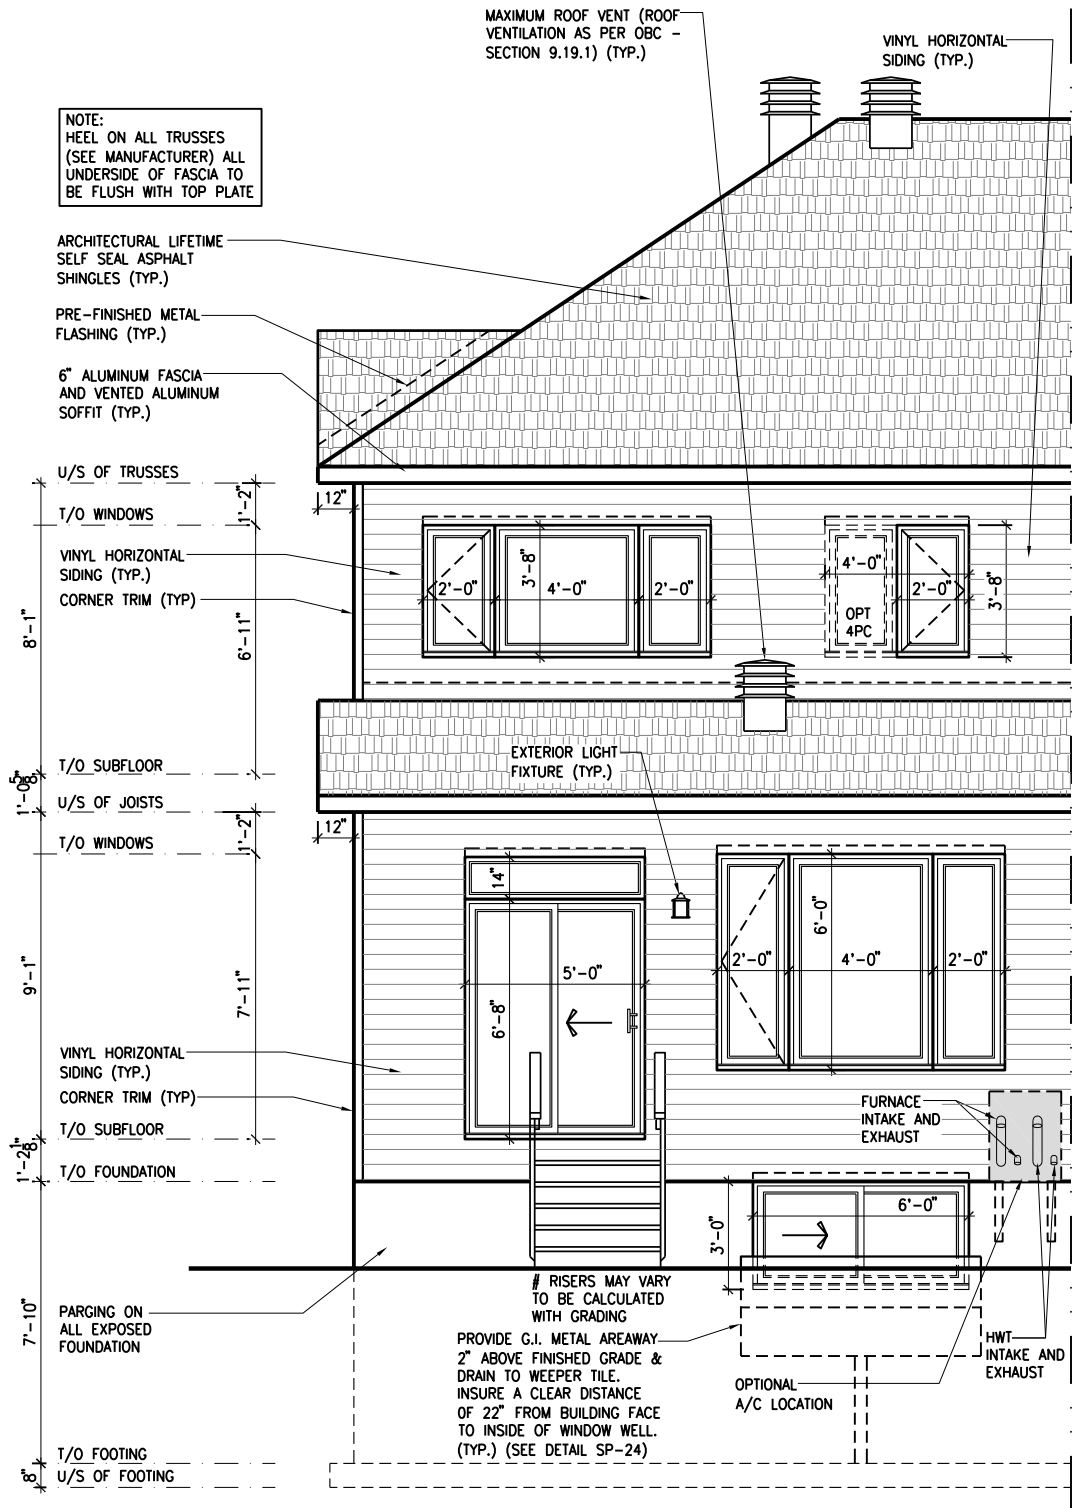 MAXIMUM ROOF VENT (ROOF
VENTILATION AS PER OBC -
SECTION 9.19.1) (TYP.)
VINYL HORIZONTAL
SIDING (TYP.)
NOTE:
HEEL ON ALL TRUSSES
(SEE MANUFACTURER) ALL
UNDERSIDE OF FASCIA TO
BE FLUSH WITH TOP PLATE
ARCHITECTURAL LIFETIME
SELF SEAL ASPHALT
SHINGLES (TYP.)
PRE-FINISHED METAL
FLASHING (TYP.)
6" ALUMINUM FASCIA
AND VENTED ALUMINUM
SOFFIT (TYP.)
U/S OF TRUSSES
1'-2"
12"
T/O WINDOWS
VINYL HORIZONTAL
SIDING (TYP.)
CORNER TRIM (TYP)
8'-1"
6'-11"
2'-0"
3'-8"
4'-0"
2'-0"
4'-0"
OPT
4PC
2'-0"
3'-8"
T/O SUBFLOOR
1'-0 5/8"
U/S OF JOISTS
EXTERIOR LIGHT
FIXTURE (TYP.)
1'-2"
12"
T/O WINDOWS
14"
9'-1"
7'-11"
5'-0"
6'-8"
6'-0"
2'-0"
4'-0"
2'-0"
VINYL HORIZONTAL
SIDING (TYP.)
CORNER TRIM (TYP)
T/O SUBFLOOR
1'-2 1/8"
T/O FOUNDATION
FURNACE
INTAKE AND
EXHAUST
3'-0"
6'-0"
7'-10"
PARGING ON
ALL EXPOSED
FOUNDATION
# RISERS MAY VARY
TO BE CALCULATED
WITH GRADING
PROVIDE G.I. METAL AREAWAY
2" ABOVE FINISHED GRADE &
DRAIN TO WEEPER TILE.
INSURE A CLEAR DISTANCE
OF 22" FROM BUILDING FACE
TO INSIDE OF WINDOW WELL.
(TYP.) (SEE DETAIL SP-24)
OPTIONAL
A/C LOCATION
HWT
INTAKE AND
EXHAUST
T/O FOOTING
8"
U/S OF FOOTING